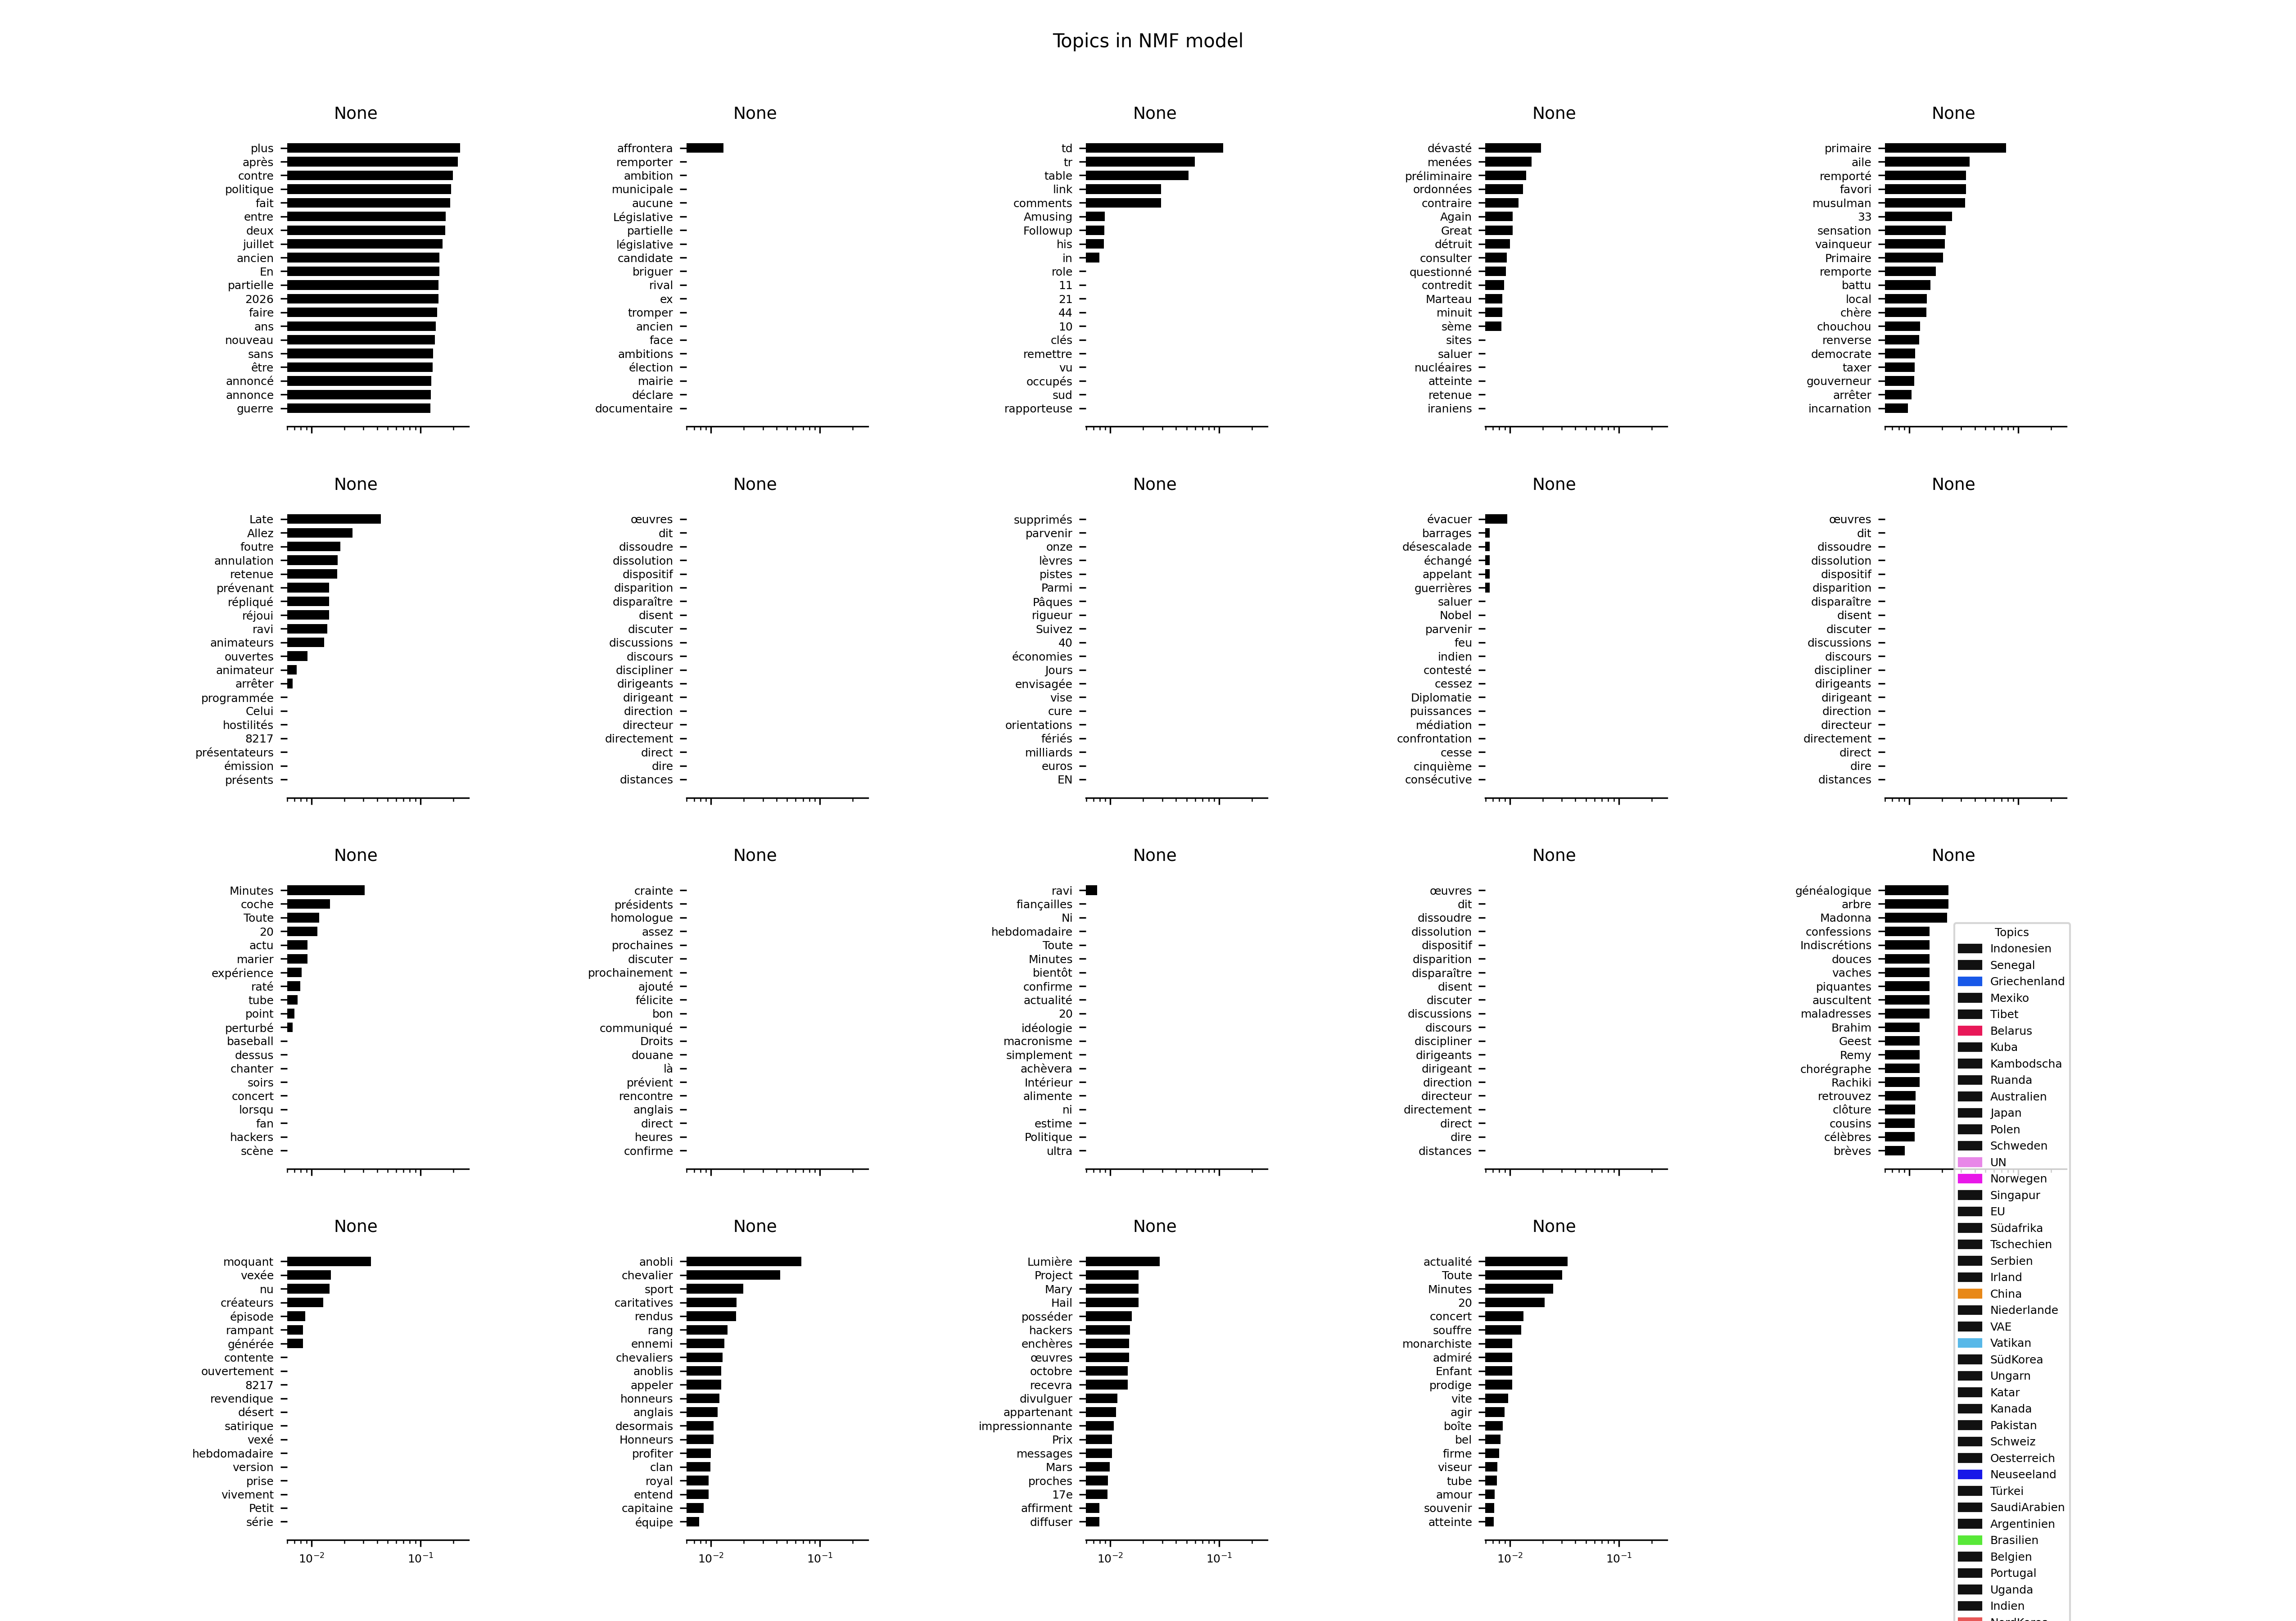 Topics in NMF model
None
plus
après
contre
politique
fait
entre
deux
juillet
ancien
En
partielle
2026
faire
ans
nouveau
sans
être
annoncé
annonce
guerre
None
affrontera
remporter
ambition
municipale
aucune
Législative
partielle
législative
candidate
briguer
rival
ex
tromper
ancien
face
ambitions
élection
mairie
déclare
documentaire
None
td
tr
table
link
comments
Amusing
Followup
his
in
role
11
21
44
10
clés
remettre
vu
occupés
sud
rapporteuse
None
dévasté
menées
préliminaire
ordonnées
contraire
Again
Great
détruit
consulter
questionné
contredit
Marteau
minuit
sème
sites
saluer
nucléaires
atteinte
retenue
iraniens
None
primaire
aile
remporté
favori
musulman
33
sensation
vainqueur
Primaire
remporte
battu
local
chère
chouchou
renverse
democrate
taxer
gouverneur
arrêter
incarnation
None
Late
Allez
foutre
annulation
retenue
prévenant
répliqué
réjoui
ravi
animateurs
ouvertes
animateur
arrêter
programmée
Celui
hostilités
8217
présentateurs
émission
présents
None
œuvres
dit
dissoudre
dissolution
dispositif
disparition
disparaître
disent
discuter
discussions
discours
discipliner
dirigeants
dirigeant
direction
directeur
directement
direct
dire
distances
None
supprimés
parvenir
onze
lèvres
pistes
Parmi
Pâques
rigueur
Suivez
40
économies
Jours
envisagée
vise
cure
orientations
fériés
milliards
euros
EN
None
évacuer
barrages
désescalade
échangé
appelant
guerrières
saluer
Nobel
parvenir
feu
indien
contesté
cessez
Diplomatie
puissances
médiation
confrontation
cesse
cinquième
consécutive
None
œuvres
dit
dissoudre
dissolution
dispositif
disparition
disparaître
disent
discuter
discussions
discours
discipliner
dirigeants
dirigeant
direction
directeur
directement
direct
dire
distances
None
Minutes
coche
Toute
20
actu
marier
expérience
raté
tube
point
perturbé
baseball
dessus
chanter
soirs
concert
lorsqu
fan
hackers
scène
None
crainte
présidents
homologue
assez
prochaines
discuter
prochainement
ajouté
félicite
bon
communiqué
Droits
douane
là
prévient
rencontre
anglais
direct
heures
confirme
None
ravi
fiançailles
Ni
hebdomadaire
Toute
Minutes
bientôt
confirme
actualité
20
idéologie
macronisme
simplement
achèvera
Intérieur
alimente
ni
estime
Politique
ultra
None
œuvres
dit
dissoudre
dissolution
dispositif
disparition
disparaître
disent
discuter
discussions
discours
discipliner
dirigeants
dirigeant
direction
directeur
directement
direct
dire
distances
None
généalogique
arbre
Madonna
confessions
Indiscrétions
douces
vaches
piquantes
auscultent
maladresses
Brahim
Geest
Remy
chorégraphe
Rachiki
retrouvez
clôture
cousins
célèbres
brèves
None
moquant
vexée
nu
créateurs
épisode
rampant
générée
contente
ouvertement
8217
revendique
désert
satirique
vexé
hebdomadaire
version
prise
vivement
Petit
série
10⁻² 10⁻¹
None
anobli
chevalier
sport
caritatives
rendus
rang
ennemi
chevaliers
anoblis
appeler
honneurs
anglais
desormais
Honneurs
profiter
clan
royal
entend
capitaine
équipe
10⁻² 10⁻¹
None
Lumière
Project
Mary
Hail
posséder
hackers
enchères
œuvres
octobre
recevra
divulguer
appartenant
impressionnante
Prix
messages
Mars
proches
17e
affirment
diffuser
10⁻² 10⁻¹
None
actualité
Toute
Minutes
20
concert
souffre
monarchiste
admiré
Enfant
prodige
vite
agir
boîte
bel
firme
viseur
tube
amour
souvenir
atteinte
10⁻² 10⁻¹
Topics
Indonesien
Senegal
Griechenland
Mexiko
Tibet
Belarus
Kuba
Kambodscha
Ruanda
Australien
Japan
Polen
Schweden
UN
Norwegen
Singapur
EU
Südafrika
Tschechien
Serbien
Irland
China
Niederlande
VAE
Vatikan
SüdKorea
Ungarn
Katar
Kanada
Pakistan
Schweiz
Oesterreich
Neuseeland
Türkei
SaudiArabien
Argentinien
Brasilien
Belgien
Portugal
Uganda
Indien